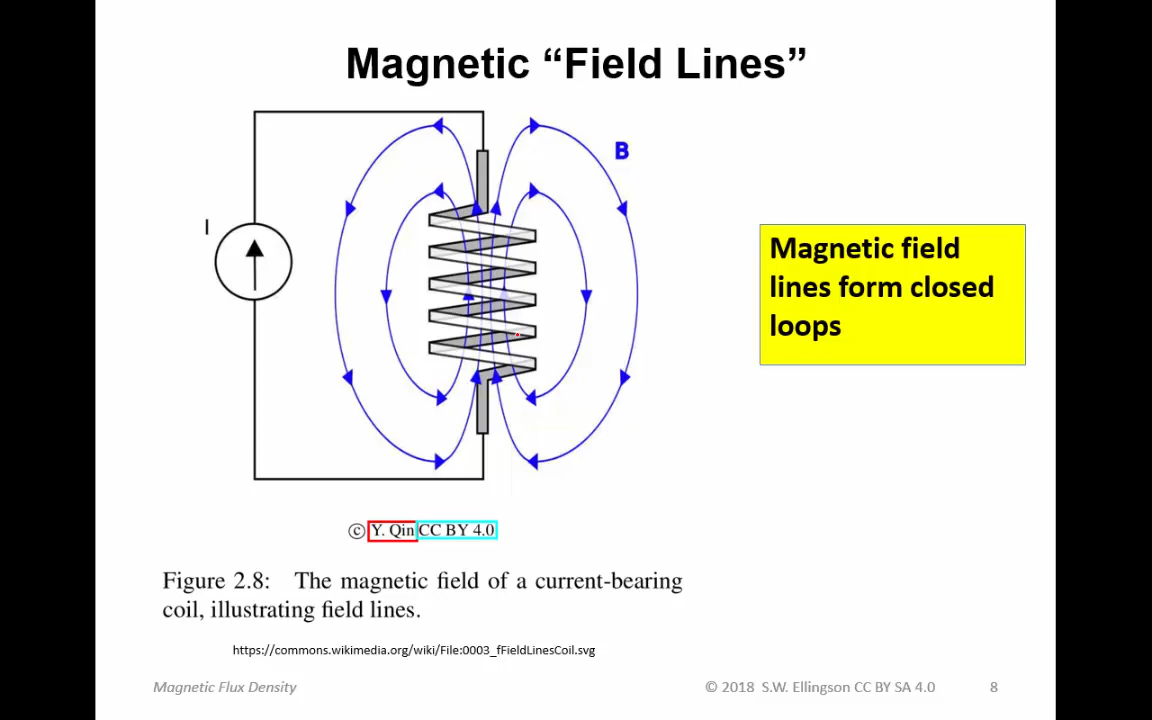 Magnetic “Field Lines”
B
I
Magnetic field
lines form closed
loops
© Y. Qin CC BY 4.0
Figure 2.8: The magnetic field of a current-bearing
coil, illustrating field lines.
https://commons.wikimedia.org/wiki/File:0003_fFieldLinesCoil.svg
Magnetic Flux Density
© 2018 S.W. Ellingson CC BY SA 4.0
8